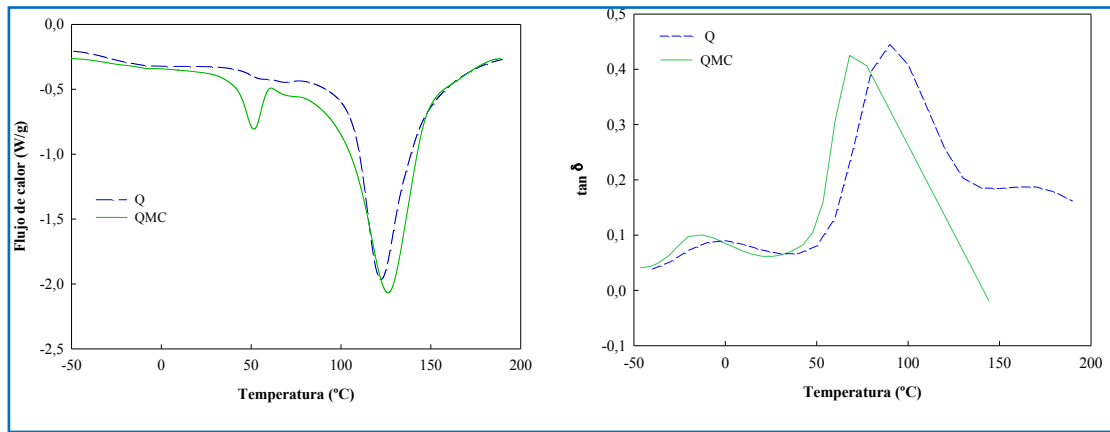 0,0
-0,5
-1,0
-1,5
-2,0
-2,5
Flujo de calor (W/g)
Q
QMC
-50 0 50 100 150 200
Temperatura (ºC)
0,5
0,4
0,3
0,2
0,1
0,0
-0,1
tan δ
Q
QMC
-50 0 50 100 150 200
Temperatura (ºC)